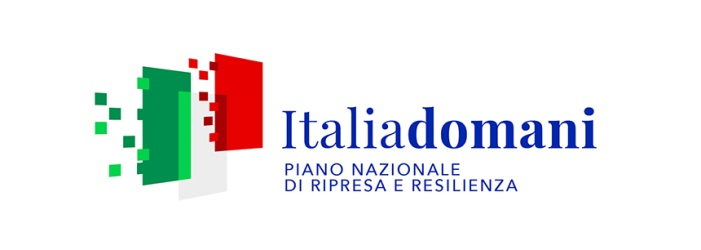 Italiadomani
PIANO NAZIONALE
DI RIPRESA E RESILIENZA